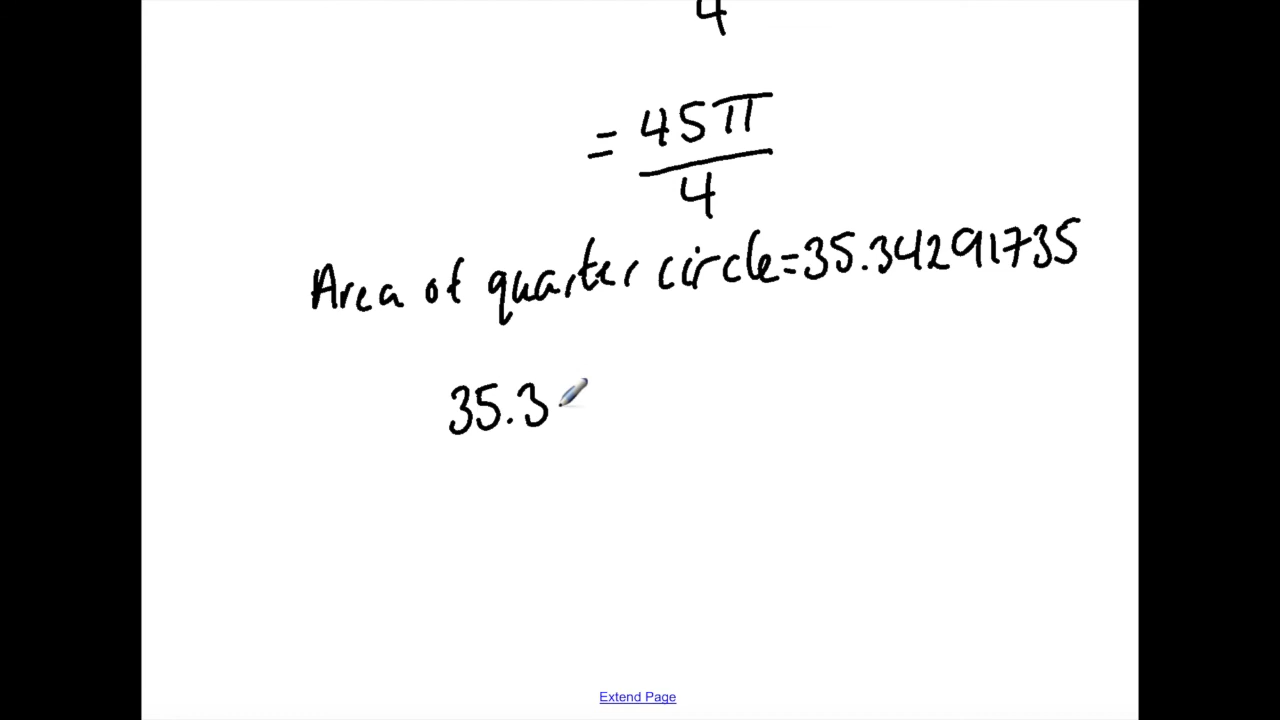 4
= 45π
4
Area of quarter circle=35.34291735
35.3
Extend Page